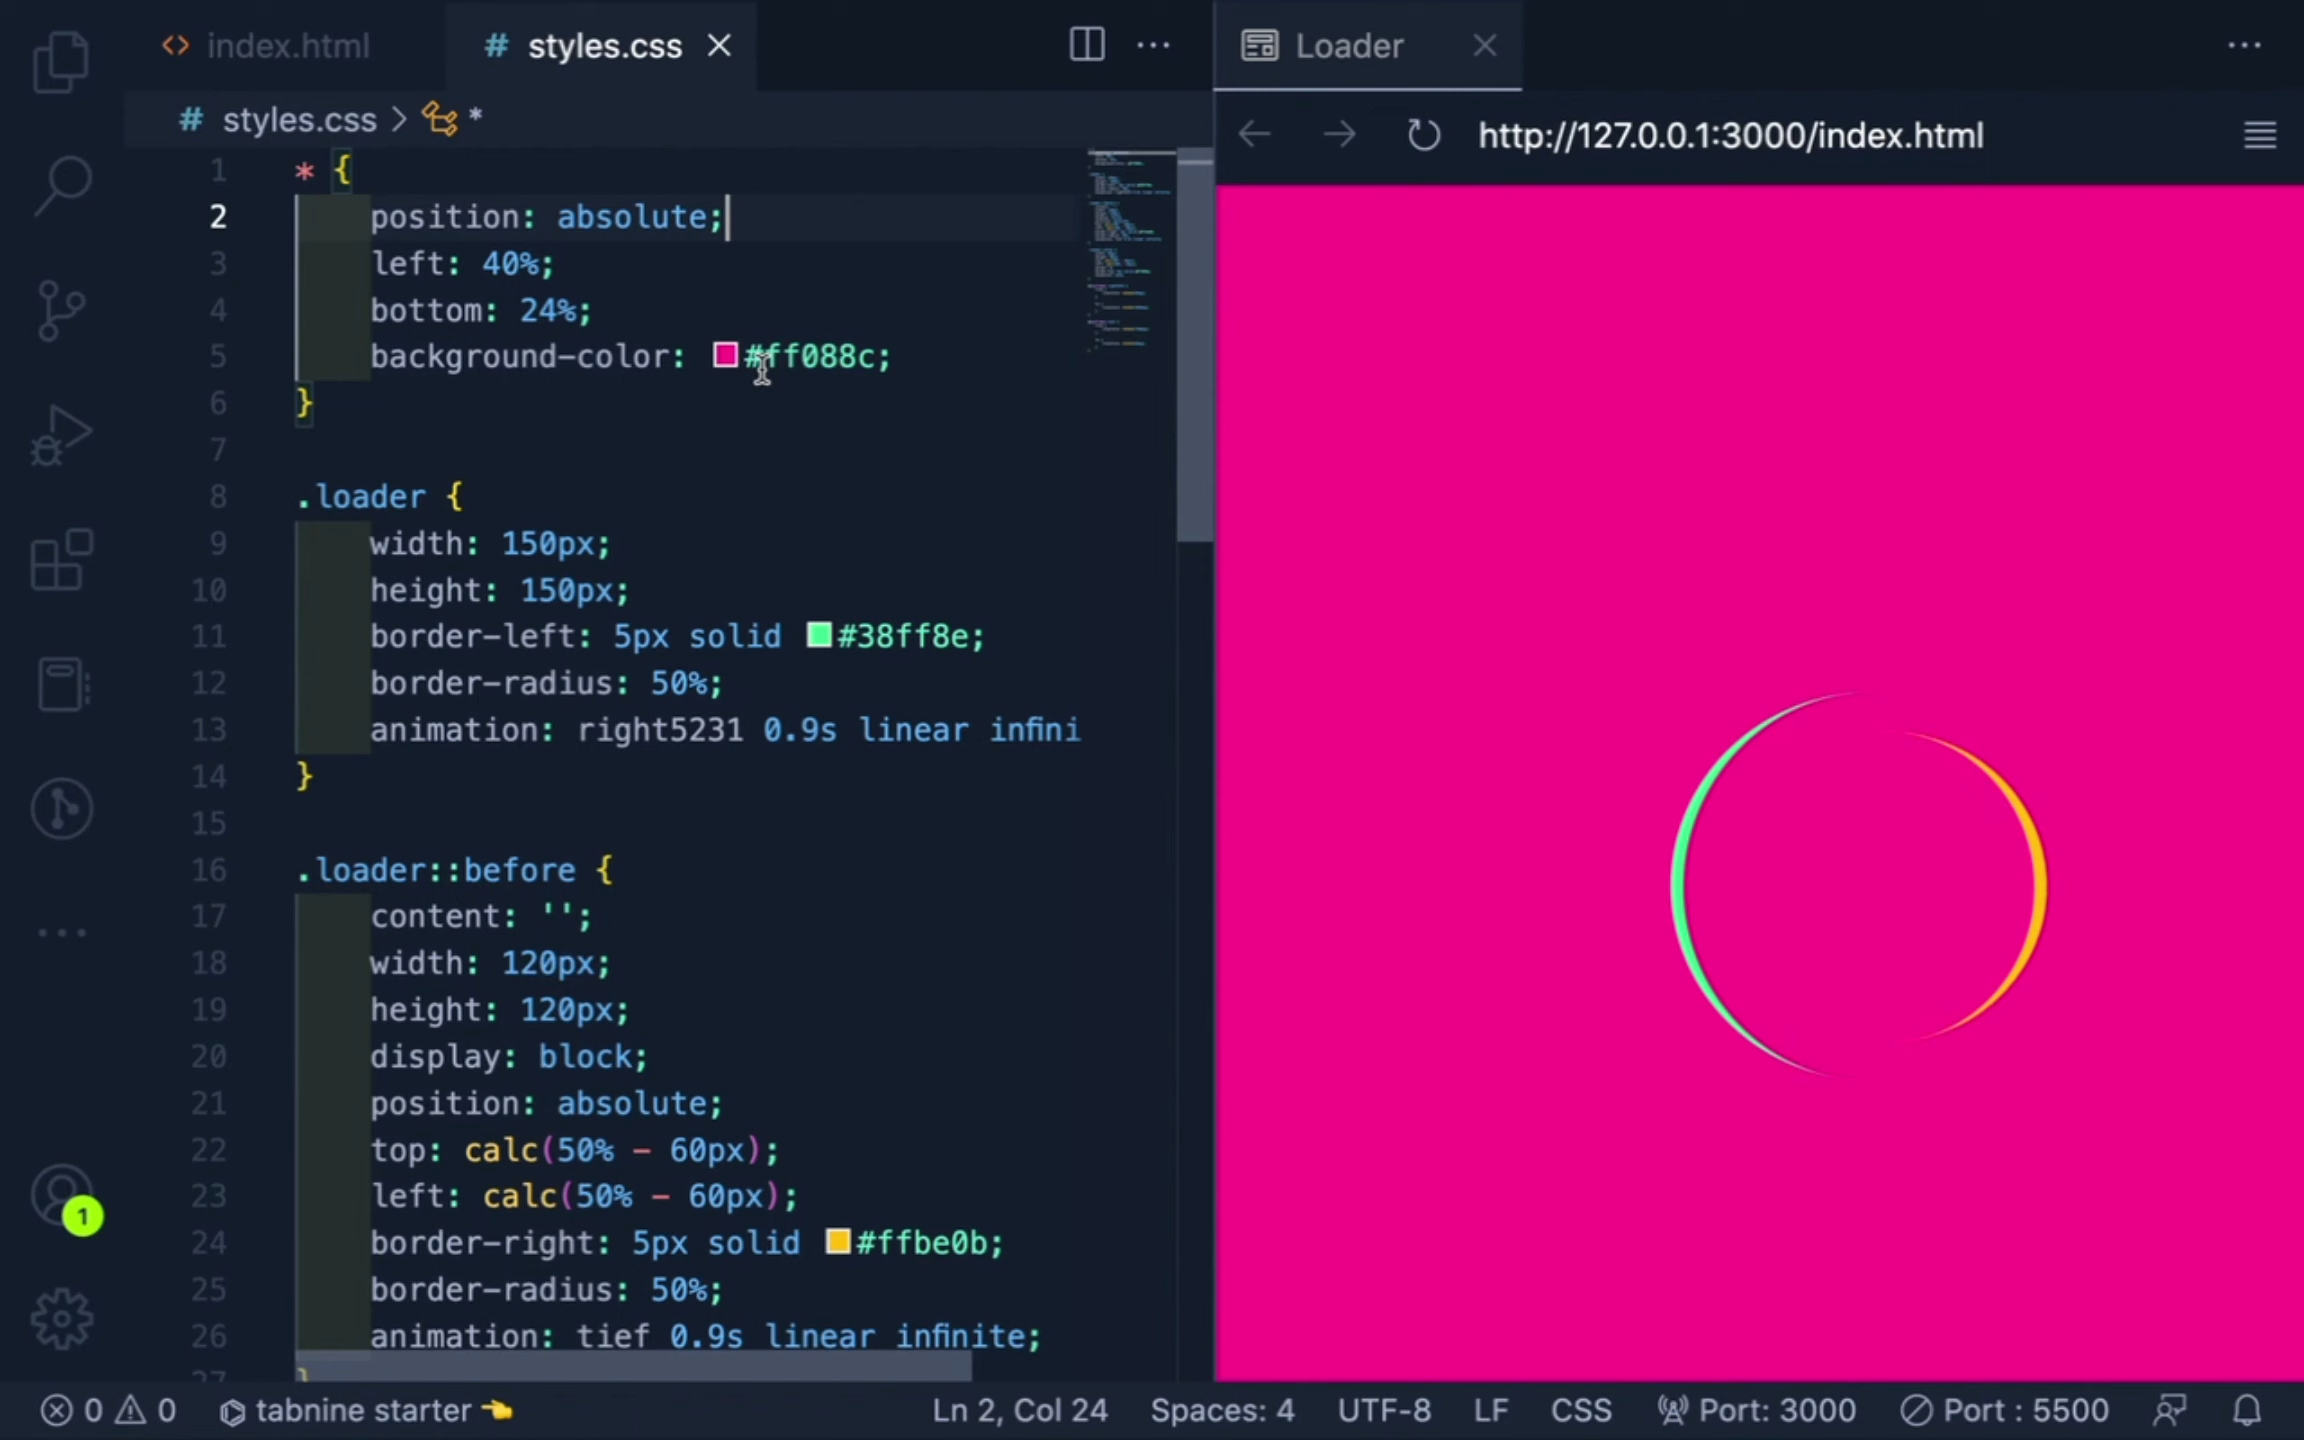 index.html
# styles.css
Loader
# styles.css > *
http://127.0.0.1:3000/index.html
1 * {
2 position: absolute;
3 left: 40%;
4 bottom: 24%;
5 background-color: #ff088c;
6 }
7
8 .loader {
9 width: 150px;
10 height: 150px;
11 border-left: 5px solid #38ff8e;
12 border-radius: 50%;
13 animation: right5231 0.9s linear infini
14 }
15
16 .loader::before {
17 content: '';
18 width: 120px;
19 height: 120px;
20 display: block;
21 position: absolute;
22 top: calc(50% - 60px);
23 left: calc(50% - 60px);
24 border-right: 5px solid #ffbe0b;
25 border-radius: 50%;
26 animation: tief 0.9s linear infinite;
27 }
1
0 0 tabnine starter Ln 2, Col 24 Spaces: 4 UTF-8 LF CSS Port: 3000 Port : 5500